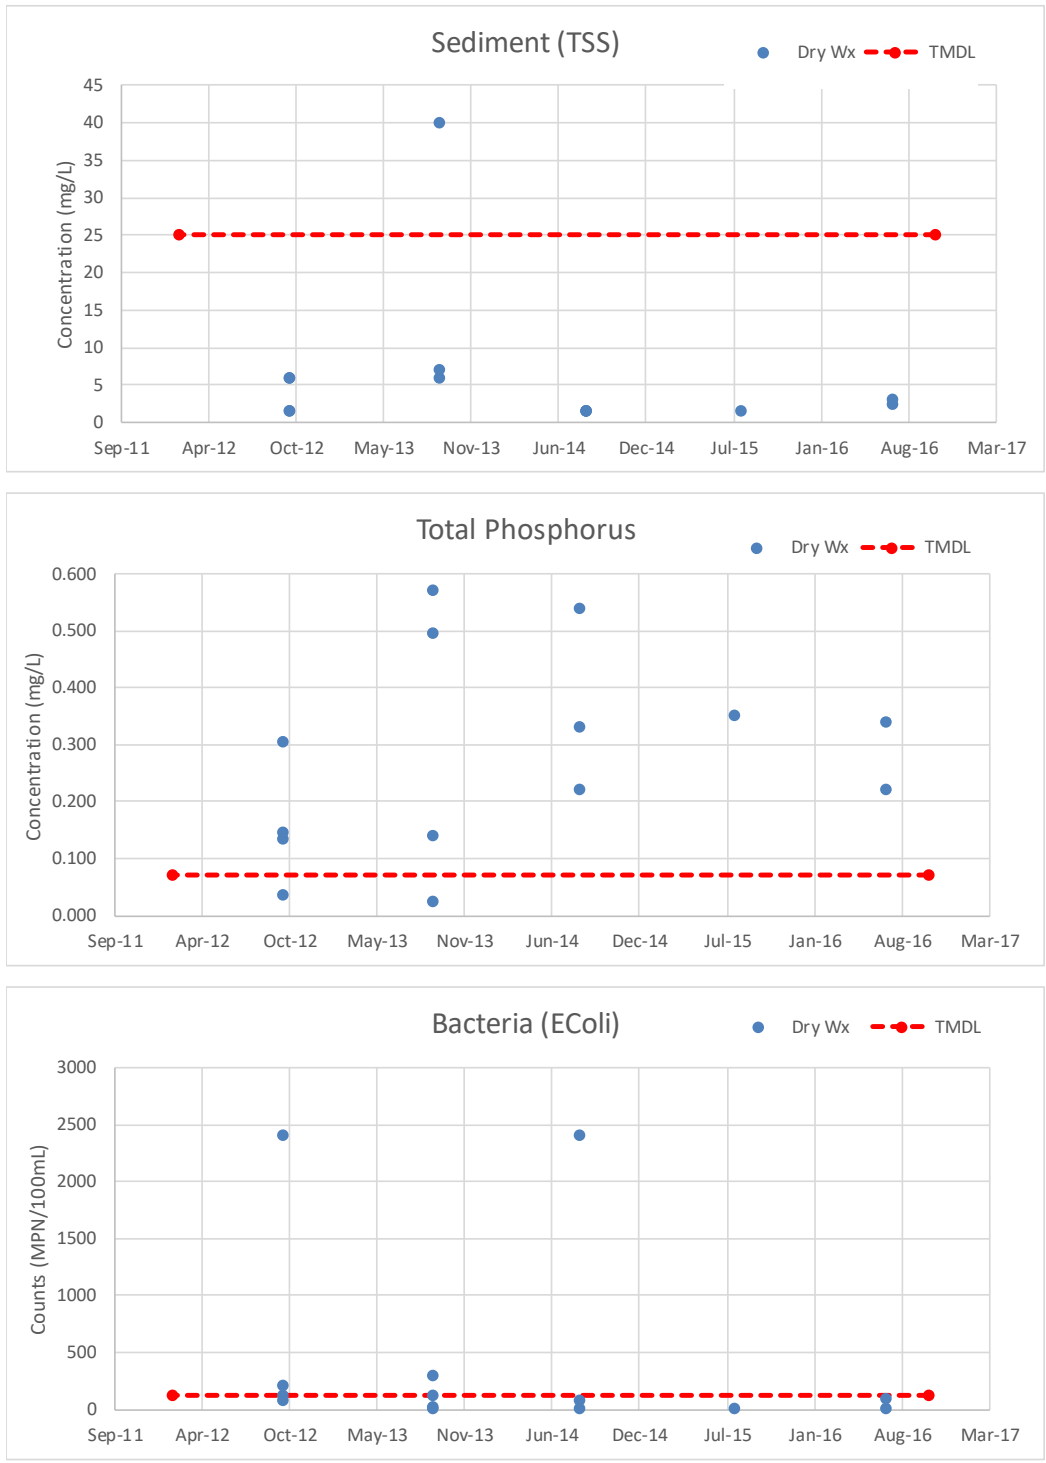 Sediment (TSS)
Dry Wx
TMDL
Concentration (mg/L)
45
40
35
30
25
20
15
10
5
0
Sep-11 Apr-12 Oct-12 May-13 Nov-13 Jun-14 Dec-14 Jul-15 Jan-16 Aug-16 Mar-17
Total Phosphorus
Dry Wx
TMDL
Concentration (mg/L)
0.600
0.500
0.400
0.300
0.200
0.100
0.000
Sep-11 Apr-12 Oct-12 May-13 Nov-13 Jun-14 Dec-14 Jul-15 Jan-16 Aug-16 Mar-17
Bacteria (EColi)
Dry Wx
TMDL
Counts (MPN/100mL)
3000
2500
2000
1500
1000
500
0
Sep-11 Apr-12 Oct-12 May-13 Nov-13 Jun-14 Dec-14 Jul-15 Jan-16 Aug-16 Mar-17